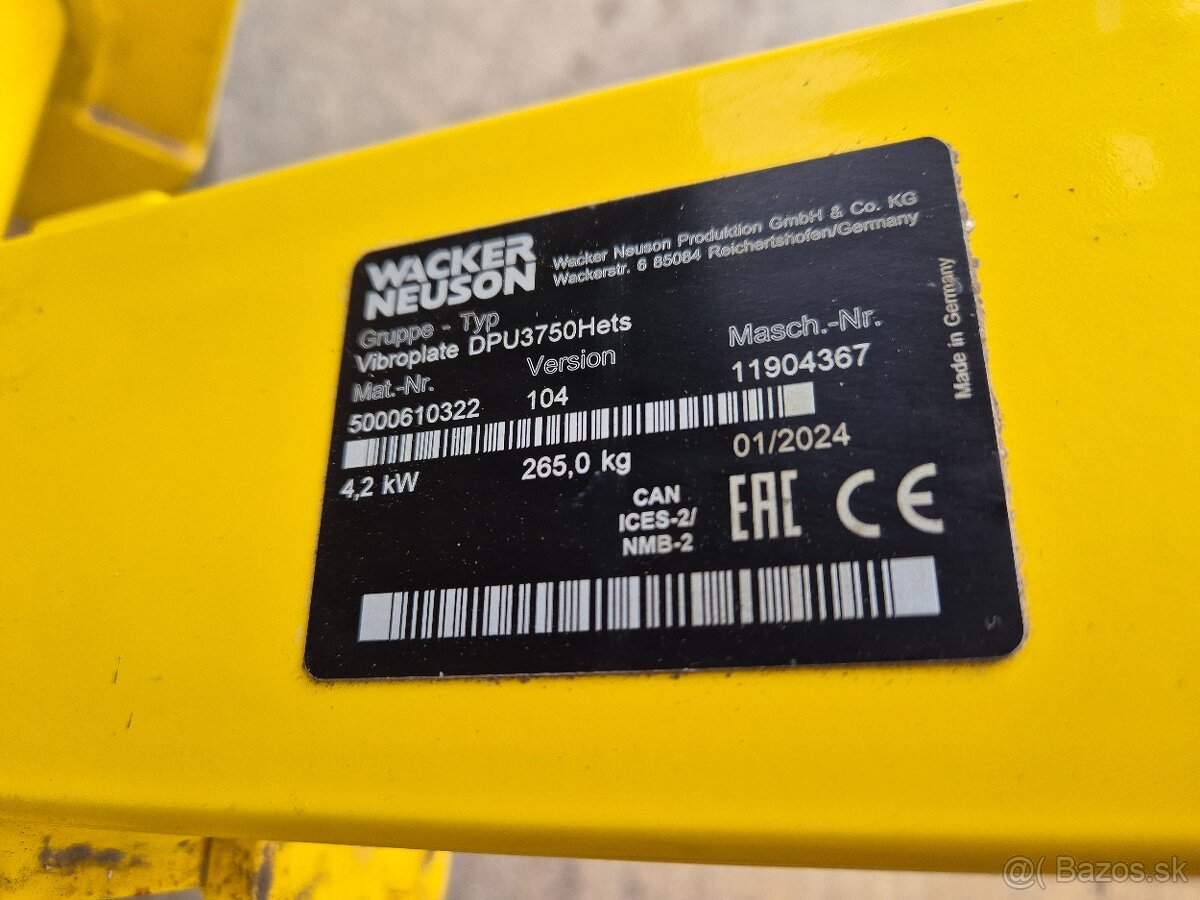 WACKER
NEUSON
Wacker Neuson Produktion GmbH & Co. KG
Wackerstr. 6 85084 Reichertshofen/Germany
Gruppe - Typ
Vibroplate DPU3750Hets
Mat.-Nr. Version Masch.-Nr.
5000610322 104 11904367
4,2 kW 265,0 kg 01/2024
CAN
ICES-2/
NMB-2
EAC CE
Made in Germany
@( Bazos.sk